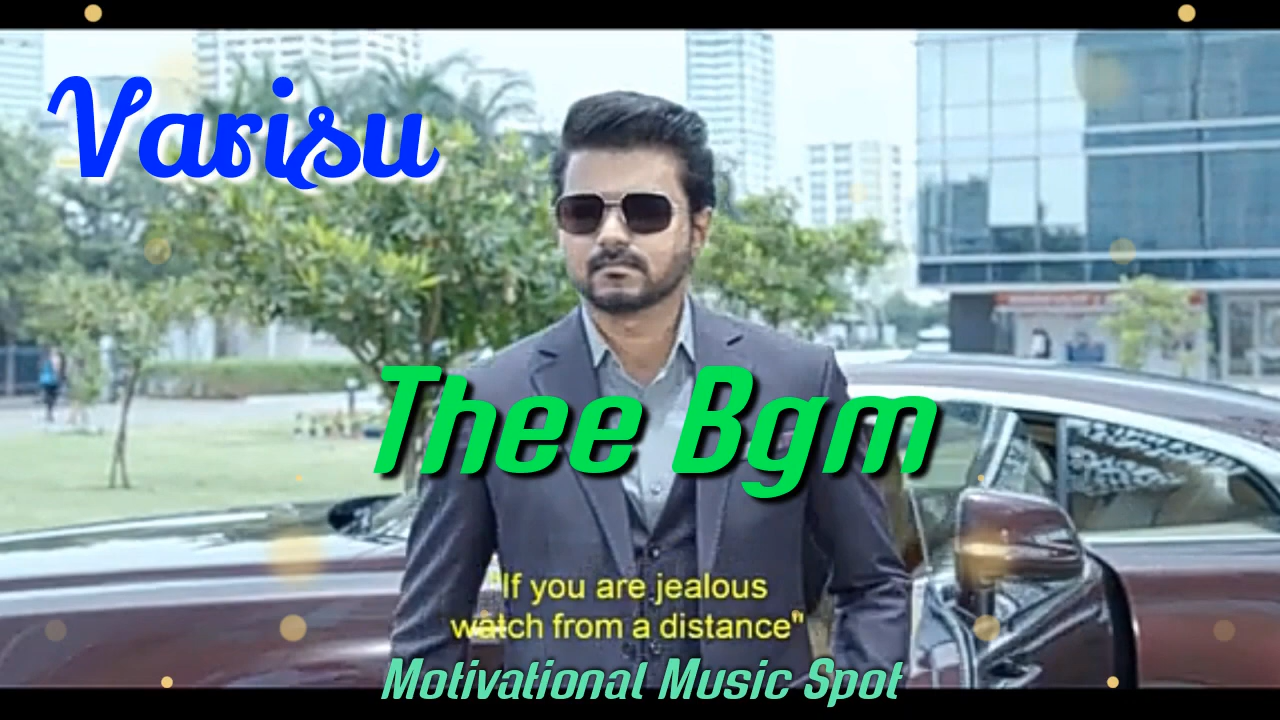 Varisu
Thee Bgm
"If you are jealous
watch from a distance"
Motivational Music Spot